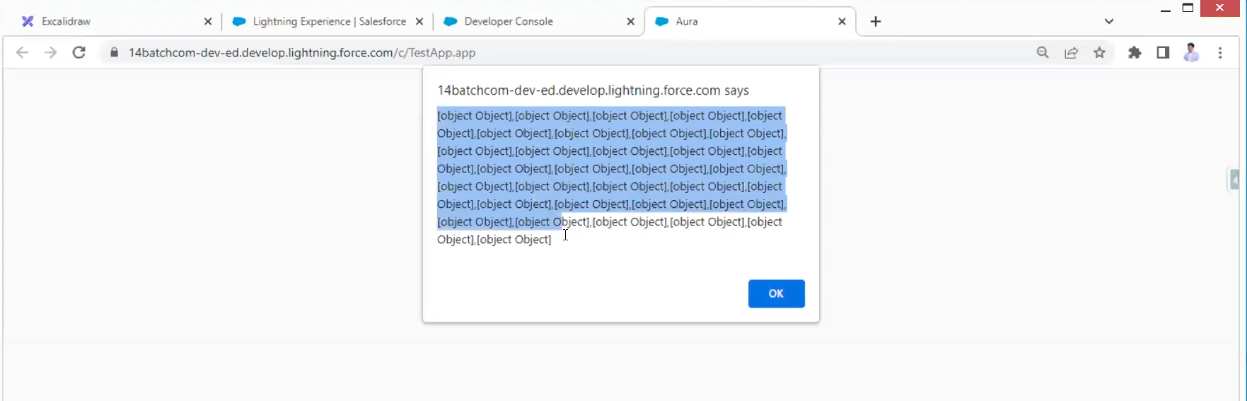 Excalidraw
Lightning Experience | Salesforce
Developer Console
Aura
14batchcom-dev-ed.develop.lightning.force.com/c/TestApp.app
14batchcom-dev-ed.develop.lightning.force.com says
[object Object],[object Object],[object Object],[object Object],[object
Object],[object Object],[object Object],[object Object],[object Object],
[object Object],[object Object],[object Object],[object Object],[object
Object],[object Object],[object Object],[object Object],[object Object],
[object Object],[object Object],[object Object],[object Object],[object
Object],[object Object],[object Object],[object Object],[object Object],
[object Object],[object Object],[object Object],[object Object],[object
Object],[object Object]
OK